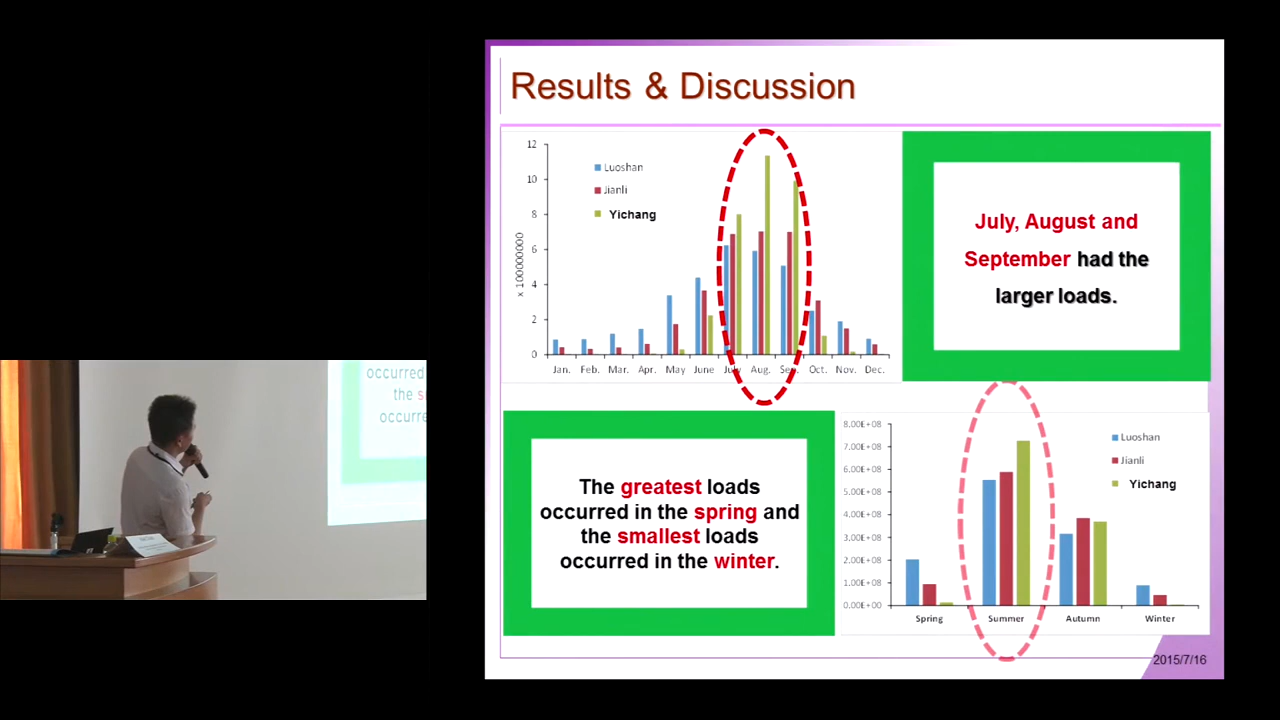 Results & Discussion
12
10
8
6
4
2
0
x 100000000
Luoshan
Jianli
Yichang
Jan. Feb. Mar. Apr. May June July Aug. Sep. Oct. Nov. Dec.
July, August and
September had the
larger loads.
The greatest loads
occurred in the spring and
the smallest loads
occurred in the winter.
8.00E+08
7.00E+08
6.00E+08
5.00E+08
4.00E+08
3.00E+08
2.00E+08
1.00E+08
0.00E+00
Luoshan
Jianli
Yichang
Spring Summer Autumn Winter
2015/7/16
occurred
the s
occurre